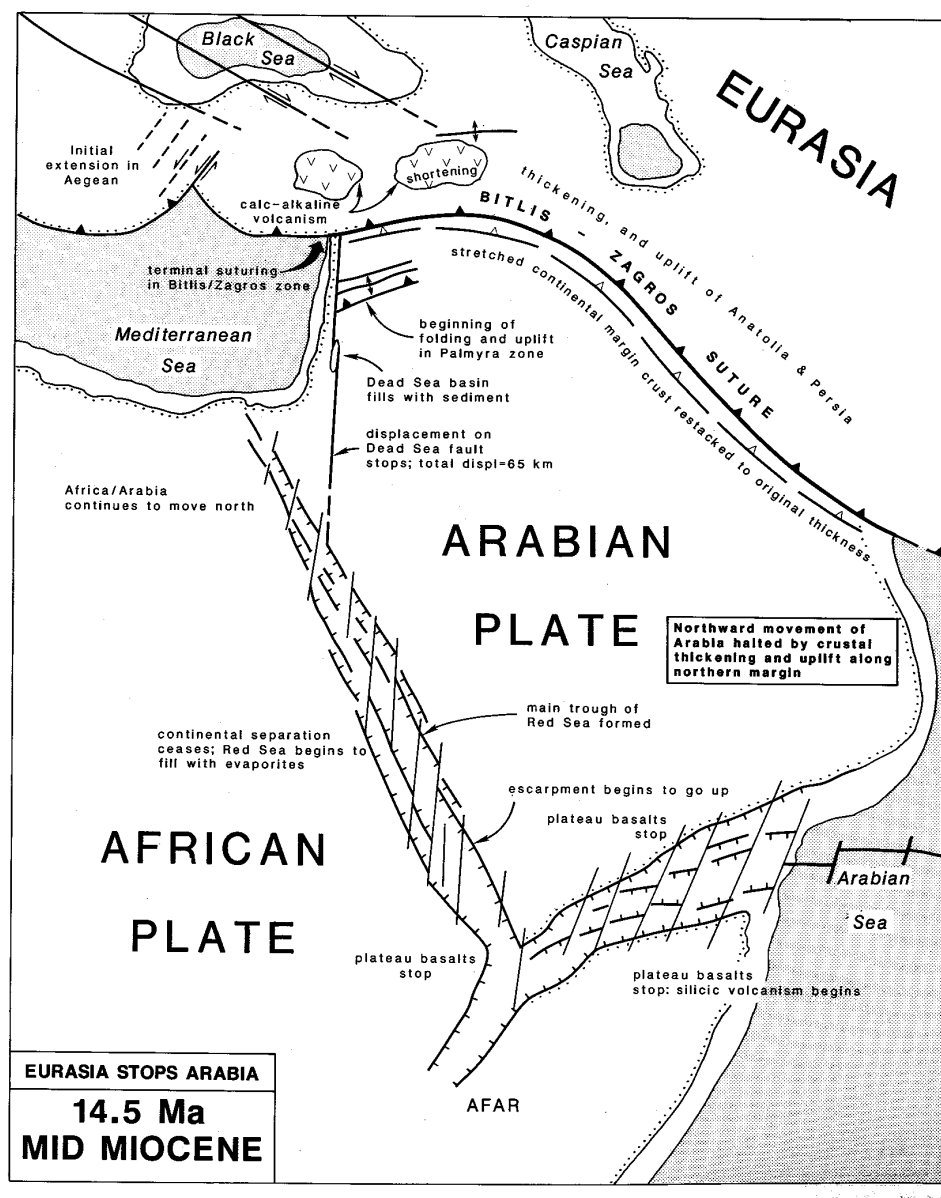 Black
Sea
Caspian
Sea
EURASIA
Initial
extension in
Aegean
shortening
calc-alkaline
volcanism
thickening, and uplift of Anatolia & Persia
BITLIS – ZAGROS SUTURE
stretched continental margin crust restacked to original thickness
terminal suturing
in Bitlis/Zagros zone
Mediterranean
Sea
beginning of
folding and uplift
in Palmyra zone
Dead Sea basin
fills with sediment
displacement on
Dead Sea fault
stops; total displ=65 km
Africa/Arabia
continues to move north
ARABIAN
PLATE
Northward movement of
Arabia halted by crustal
thickening and uplift along
northern margin
main trough of
Red Sea formed
continental separation
ceases; Red Sea begins to
fill with evaporites
escarpment begins to go up
plateau basalts
stop
AFRICAN
PLATE
Arabian
Sea
plateau basalts
stop
plateau basalts
stop: silicic volcanism begins
AFAR
EURASIA STOPS ARABIA
14.5 Ma
MID MIOCENE